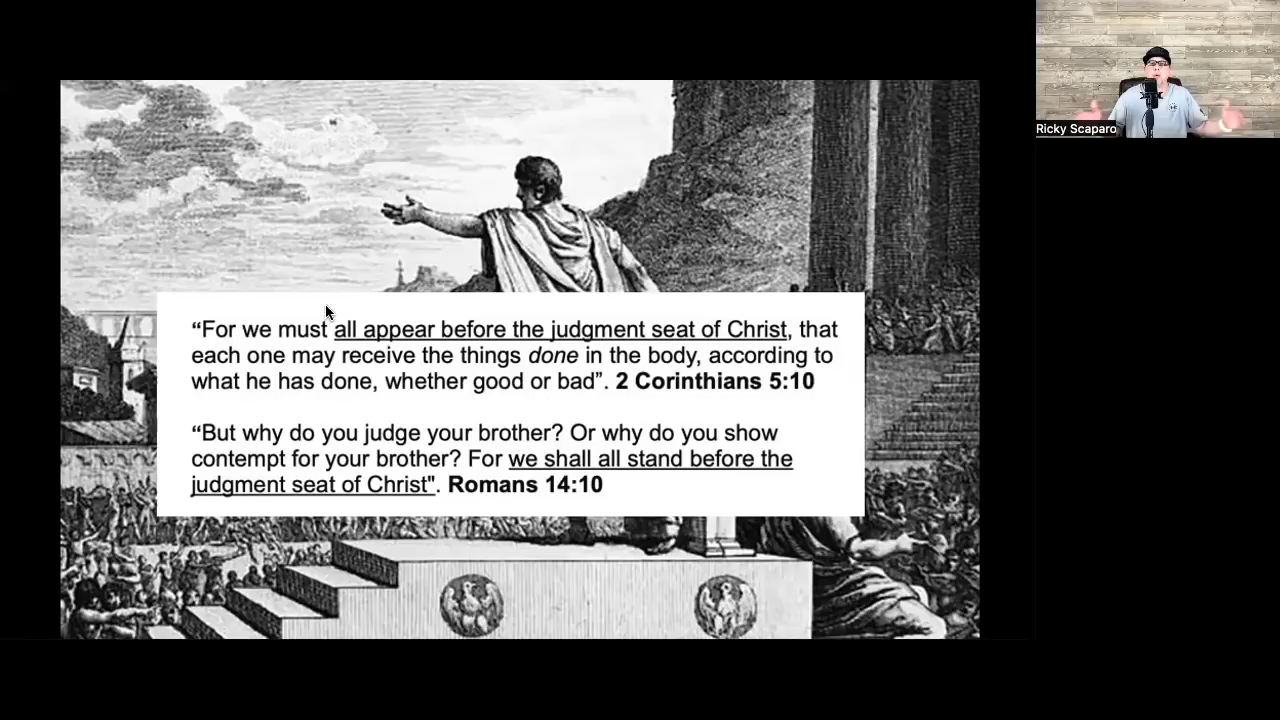 “For we must all appear before the judgment seat of Christ, that
each one may receive the things done in the body, according to
what he has done, whether good or bad”. 2 Corinthians 5:10
“But why do you judge your brother? Or why do you show
contempt for your brother? For we shall all stand before the
judgment seat of Christ". Romans 14:10
Ricky Scaparo